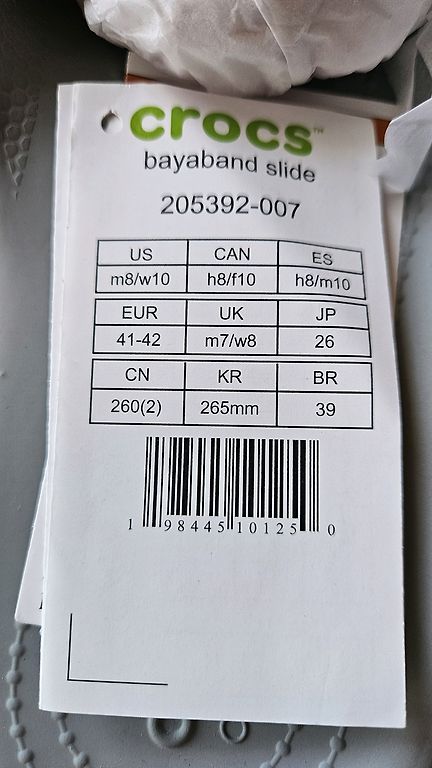 crocs™
bayaband slide
205392-007
US CAN ES
m8/w10 h8/f10 h8/m10
EUR UK JP
41-42 m7/w8 26
CN KR BR
260(2) 265mm 39
1 98445 10125 0